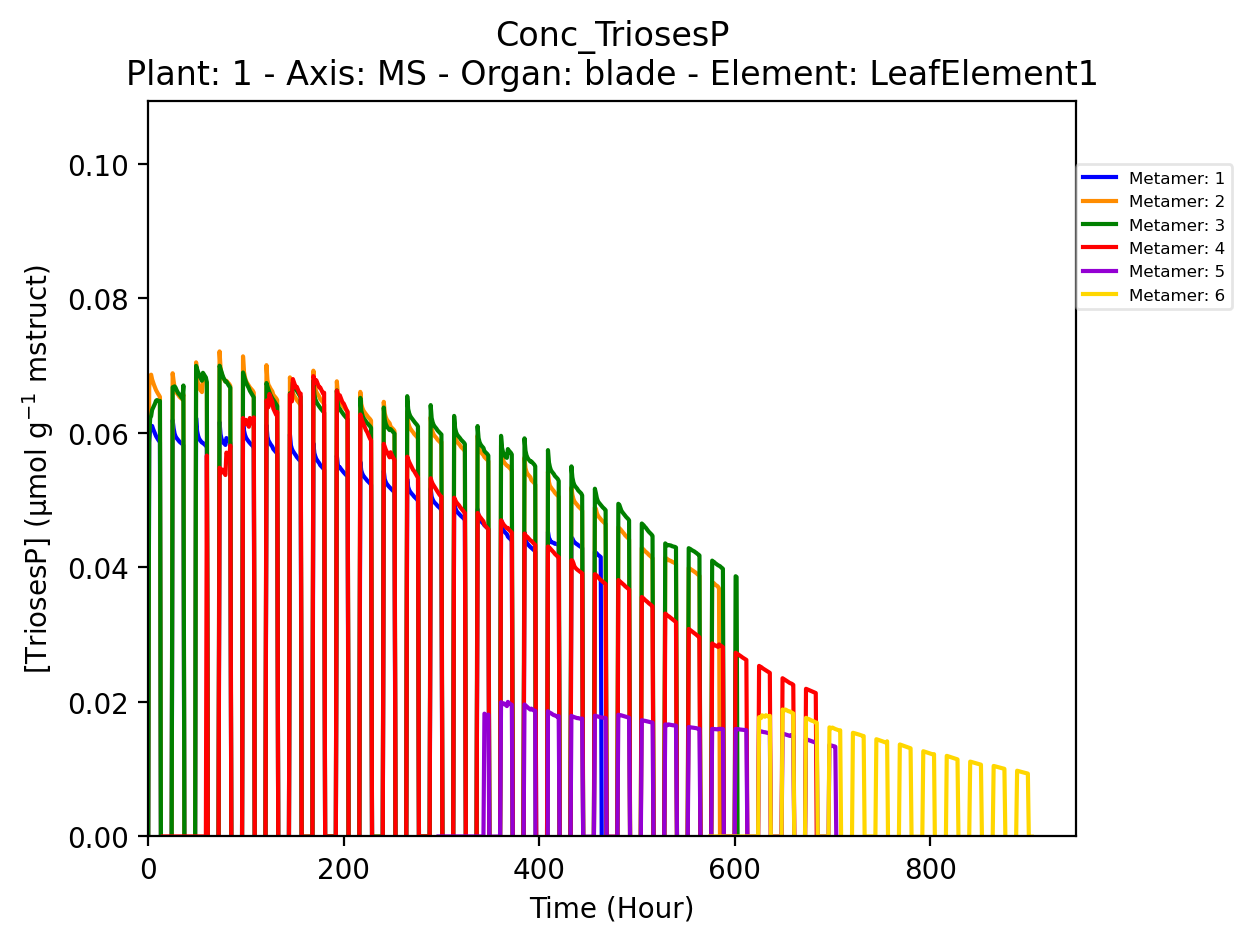 Conc_TriosesP
Plant: 1 - Axis: MS - Organ: blade - Element: LeafElement1
0.10
0.08
0.06
0.04
0.02
0.00
[TriosesP] (µmol g⁻¹ mstruct)
0
200
400
600
800
Time (Hour)
Metamer: 1
Metamer: 2
Metamer: 3
Metamer: 4
Metamer: 5
Metamer: 6